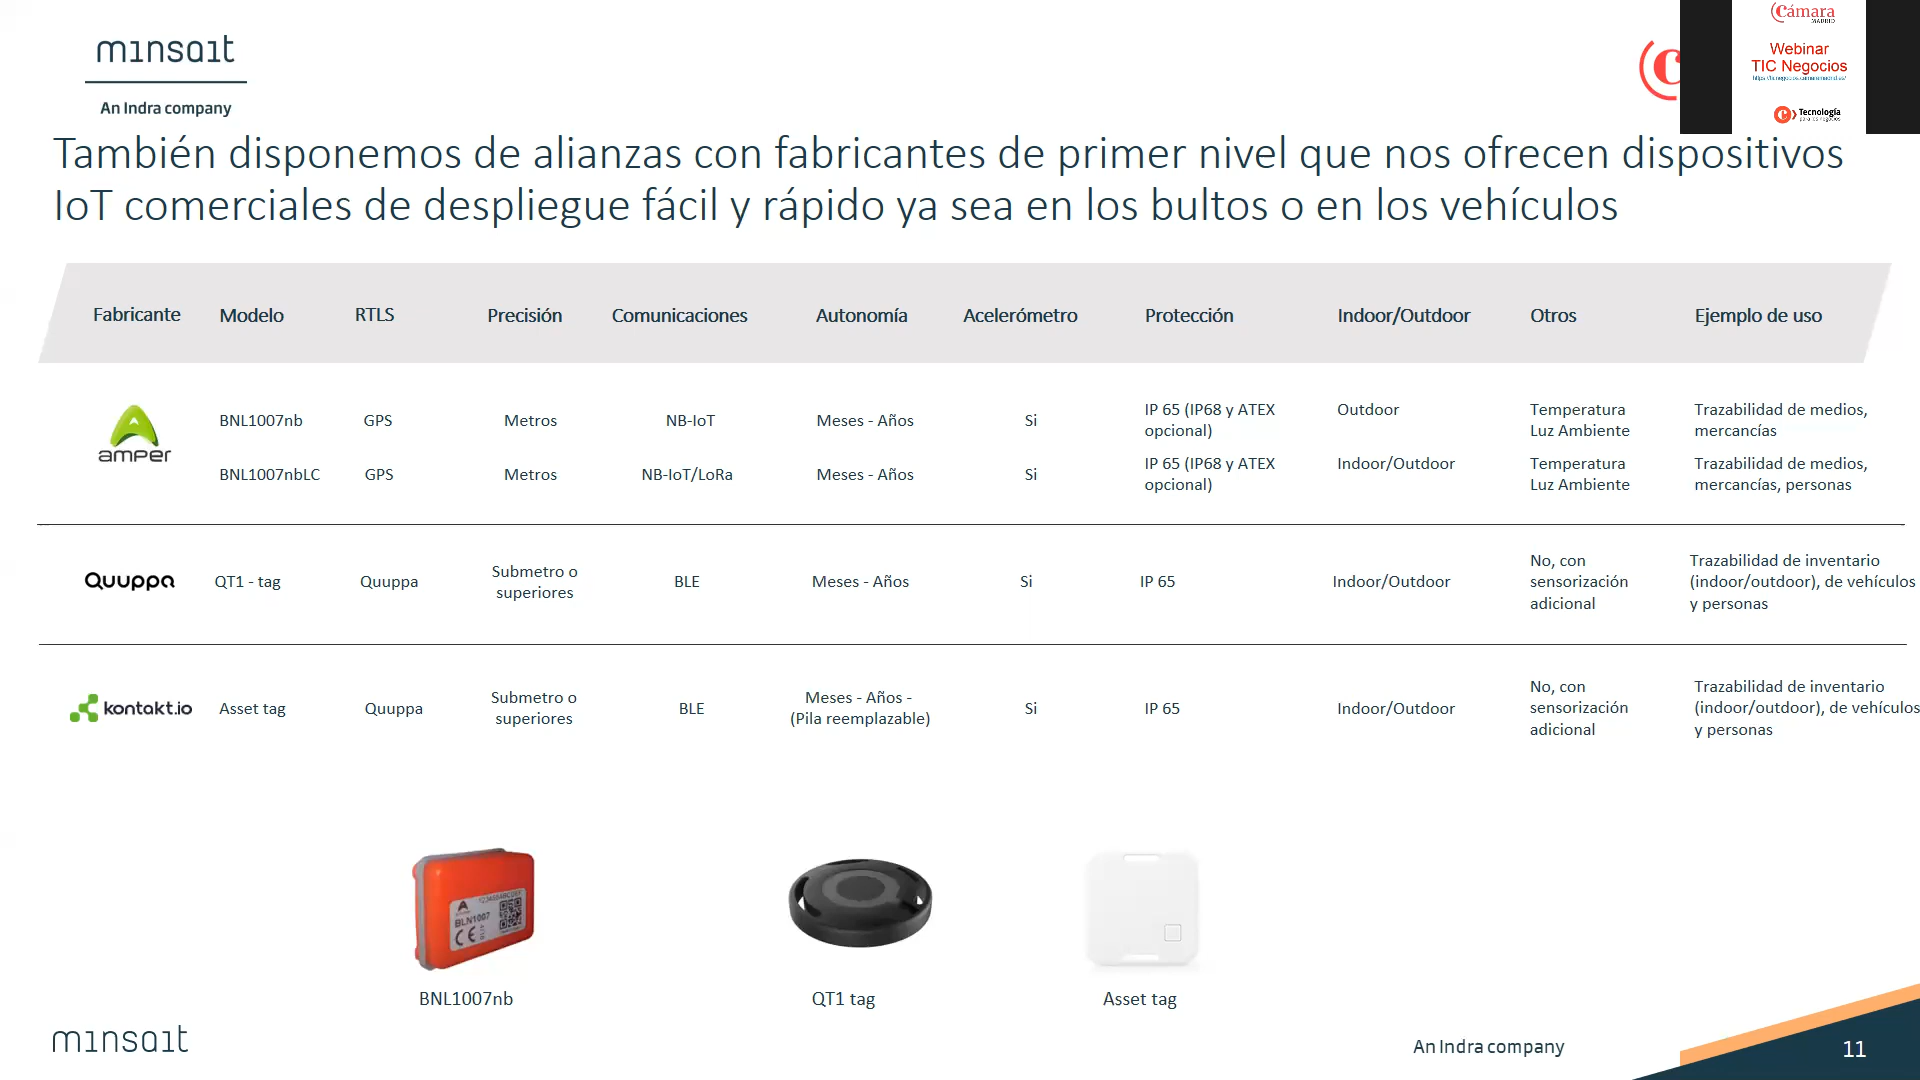 minsait
An Indra company
Cámara
MADRID
Webinar
TIC Negocios
Tecnología
para los negocios
También disponemos de alianzas con fabricantes de primer nivel que nos ofrecen dispositivos
IoT comerciales de despliegue fácil y rápido ya sea en los bultos o en los vehículos
Fabricante Modelo RTLS Precisión Comunicaciones Autonomía Acelerómetro Protección Indoor/Outdoor Otros Ejemplo de uso
amper BNL1007nb GPS Metros NB-IoT Meses - Años Si IP 65 (IP68 y ATEX opcional) Outdoor Temperatura Luz Ambiente Trazabilidad de medios, mercancías
BNL1007nbLC GPS Metros NB-IoT/LoRa Meses - Años Si IP 65 (IP68 y ATEX opcional) Indoor/Outdoor Temperatura Luz Ambiente Trazabilidad de medios, mercancías, personas
Quuppa QT1 - tag Quuppa Submetro o superiores BLE Meses - Años Si IP 65 Indoor/Outdoor No, con sensorización adicional Trazabilidad de inventario (indoor/outdoor), de vehículos y personas
kontakt.io Asset tag Quuppa Submetro o superiores BLE Meses - Años - (Pila reemplazable) Si IP 65 Indoor/Outdoor No, con sensorización adicional Trazabilidad de inventario (indoor/outdoor), de vehículos y personas
BLN1007
CE
BNL1007nb QT1 tag Asset tag
minsait
An Indra company
11